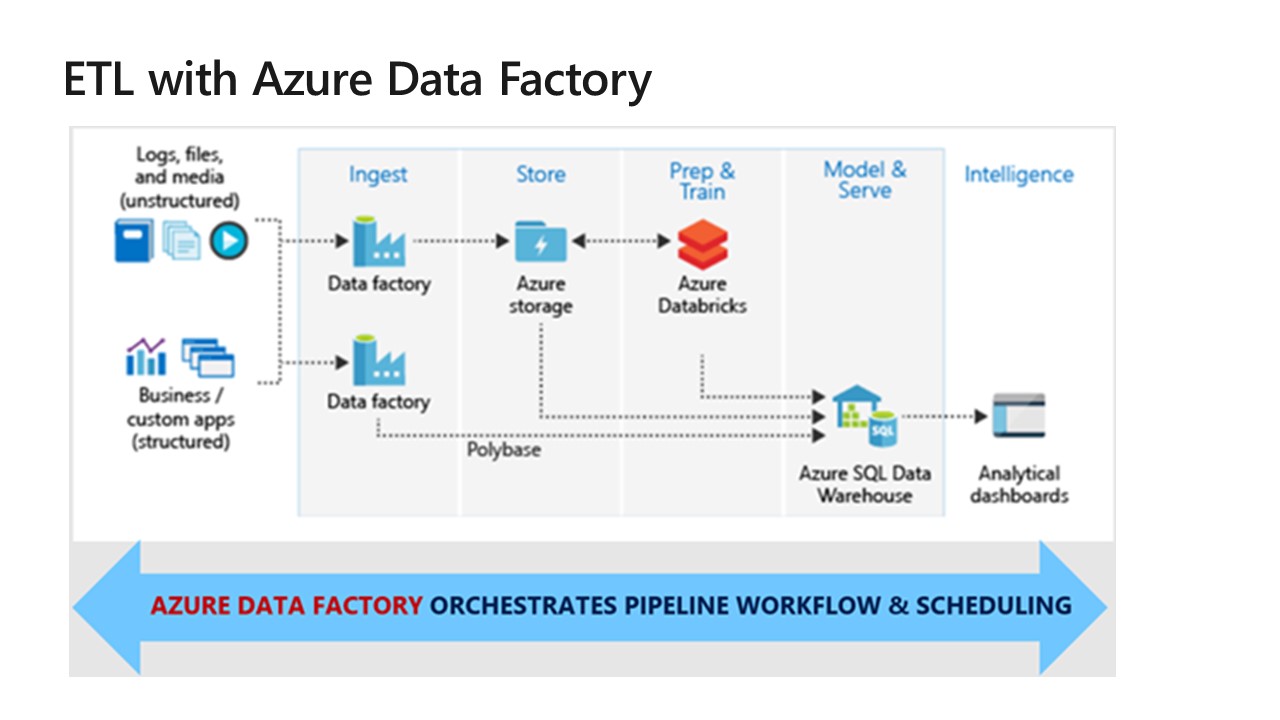 ETL with Azure Data Factory
Logs, files,
and media
(unstructured)
Ingest
Store
Prep &
Train
Model &
Serve
Intelligence
Data factory
Azure
storage
Azure
Databricks
Business /
custom apps
(structured)
Data factory
Polybase
SQL
Azure SQL Data
Warehouse
Analytical
dashboards
AZURE DATA FACTORY ORCHESTRATES PIPELINE WORKFLOW & SCHEDULING